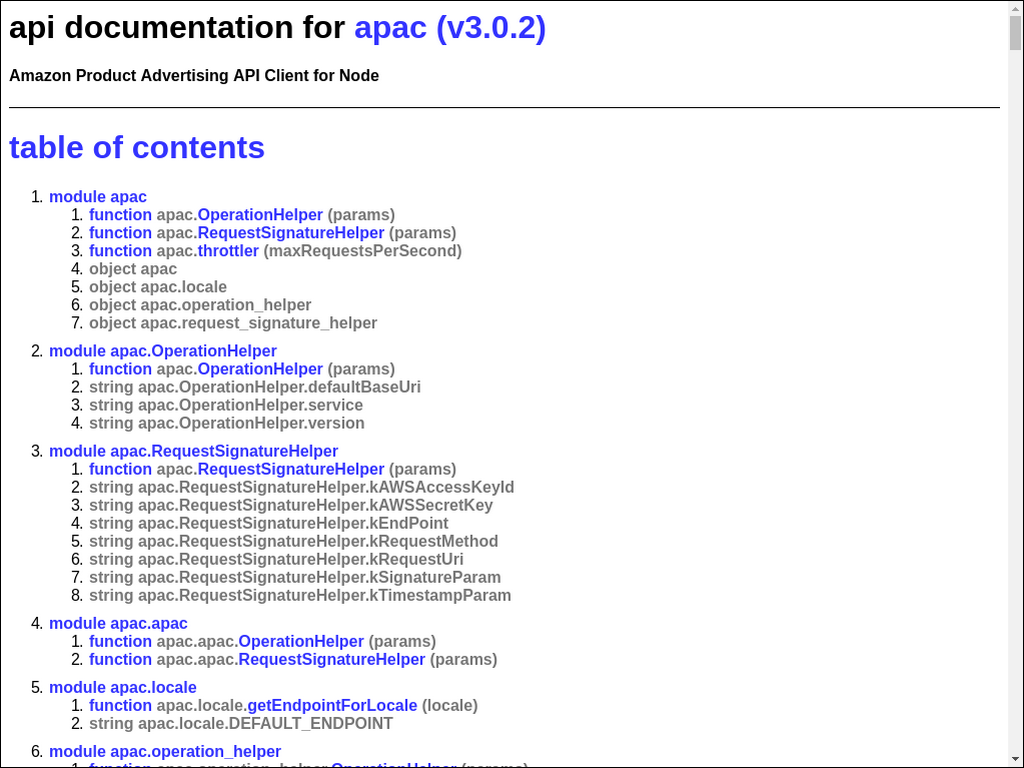 api documentation for apac (v3.0.2)
Amazon Product Advertising API Client for Node
table of contents
1. module apac
1. function apac.OperationHelper (params)
2. function apac.RequestSignatureHelper (params)
3. function apac.throttler (maxRequestsPerSecond)
4. object apac
5. object apac.locale
6. object apac.operation_helper
7. object apac.request_signature_helper
2. module apac.OperationHelper
1. function apac.OperationHelper (params)
2. string apac.OperationHelper.defaultBaseUri
3. string apac.OperationHelper.service
4. string apac.OperationHelper.version
3. module apac.RequestSignatureHelper
1. function apac.RequestSignatureHelper (params)
2. string apac.RequestSignatureHelper.kAWSAccessKeyId
3. string apac.RequestSignatureHelper.kAWSSecretKey
4. string apac.RequestSignatureHelper.kEndPoint
5. string apac.RequestSignatureHelper.kRequestMethod
6. string apac.RequestSignatureHelper.kRequestUri
7. string apac.RequestSignatureHelper.kSignatureParam
8. string apac.RequestSignatureHelper.kTimestampParam
4. module apac.apac
1. function apac.apac.OperationHelper (params)
2. function apac.apac.RequestSignatureHelper (params)
5. module apac.locale
1. function apac.locale.getEndpointForLocale (locale)
2. string apac.locale.DEFAULT_ENDPOINT
6. module apac.operation_helper
1. function apac.operation_helper.OperationHelper (params)